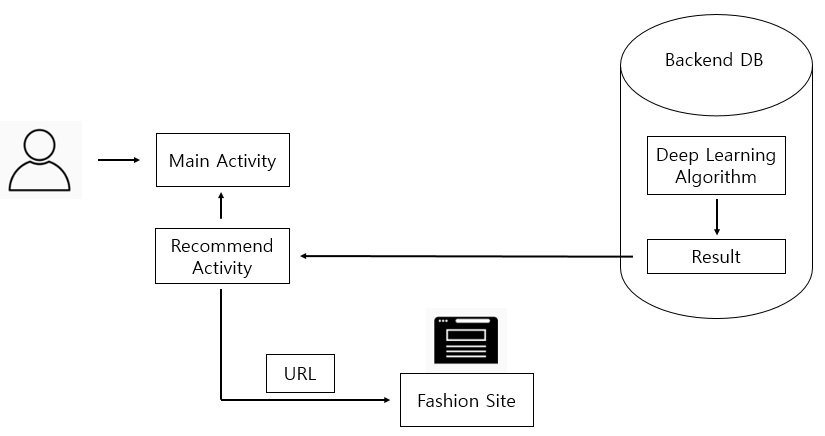 Backend DB
Main Activity
Deep Learning
Algorithm
Recommend
Activity
Result
URL
Fashion Site